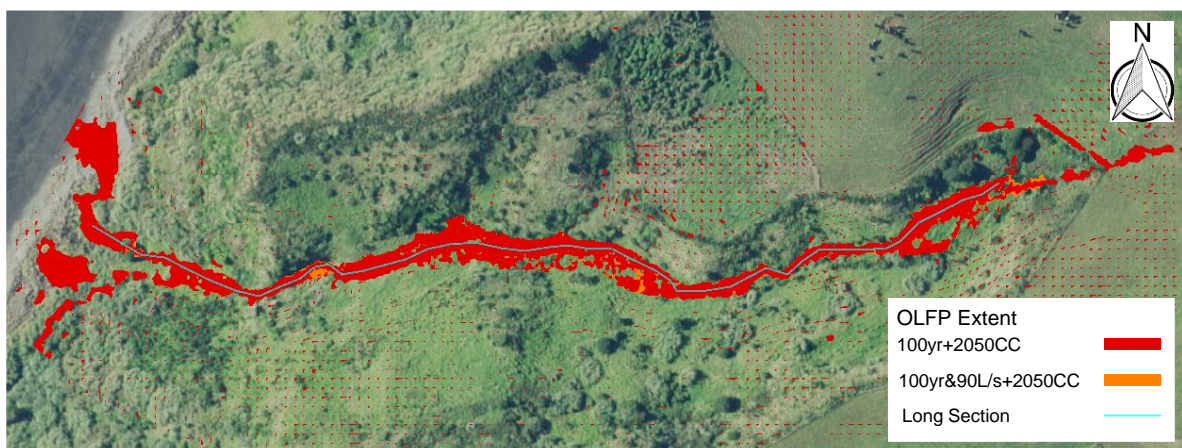 N
OLFP Extent
100yr+2050CC
100yr&90L/s+2050CC
Long Section